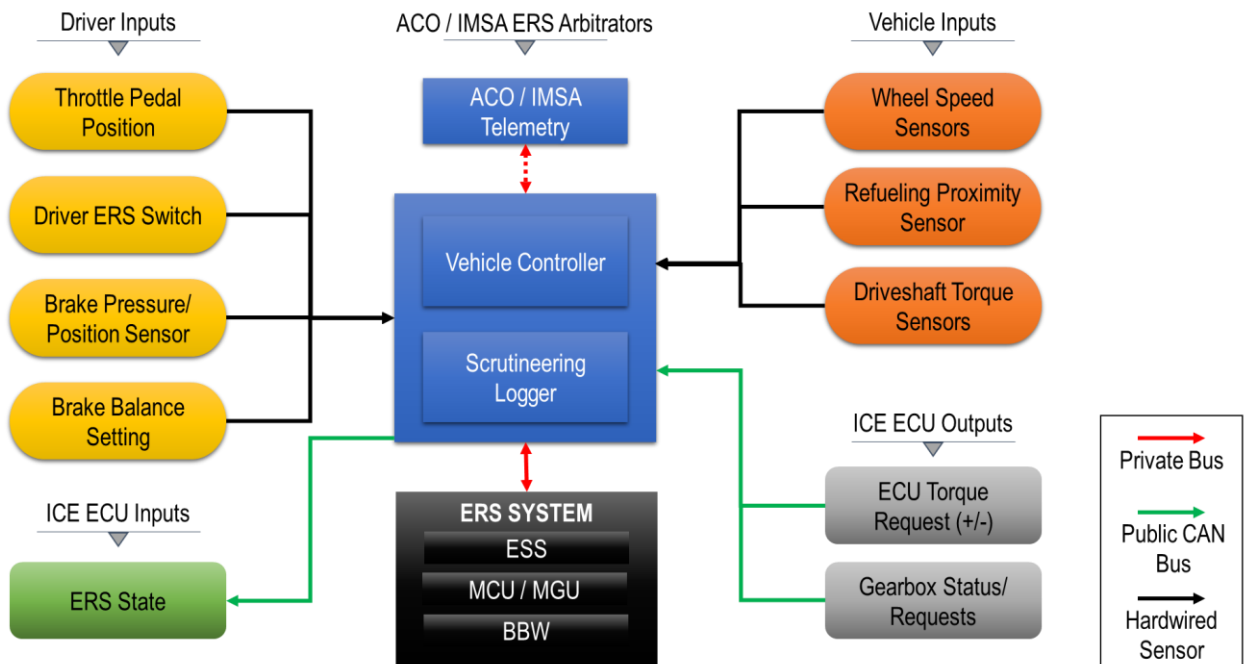 Driver Inputs
Throttle Pedal
Position
Driver ERS Switch
Brake Pressure/
Position Sensor
Brake Balance
Setting
ICE ECU Inputs
ERS State
ACO / IMSA ERS Arbitrators
ACO / IMSA
Telemetry
Vehicle Controller
Scrutineering
Logger
ERS SYSTEM
ESS
MCU / MGU
BBW
Vehicle Inputs
Wheel Speed
Sensors
Refueling Proximity
Sensor
Driveshaft Torque
Sensors
ICE ECU Outputs
ECU Torque
Request (+/-)
Gearbox Status/
Requests
Private Bus
Public CAN
Bus
Hardwired
Sensor